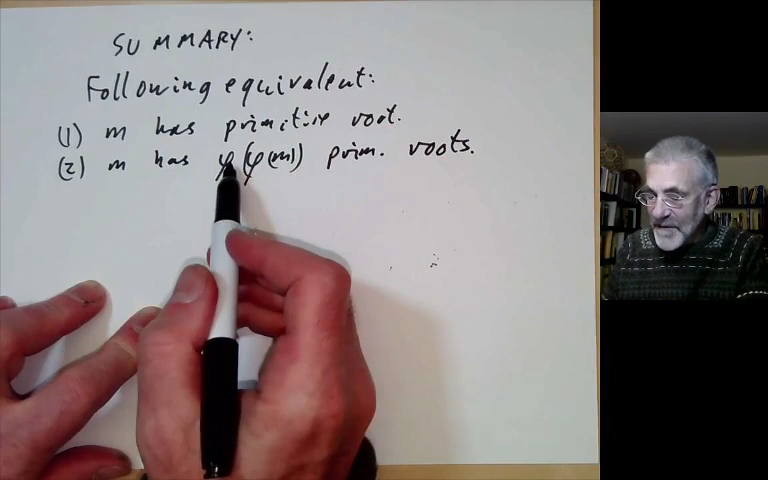 SUMMARY:
Following equivalent:
(1) m has primitive root.
(2) m has φ(φ(m)) prim. roots.